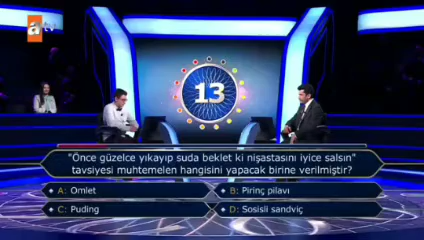 atv
13
"Önce güzelce yıkayıp suda beklet ki nişastasını iyice salsın"
tavsiyesi muhtemelen hangisini yapacak birine verilmiştir?
A: Omlet
B: Pirinç pilavı
C: Puding
D: Sosisli sandviç